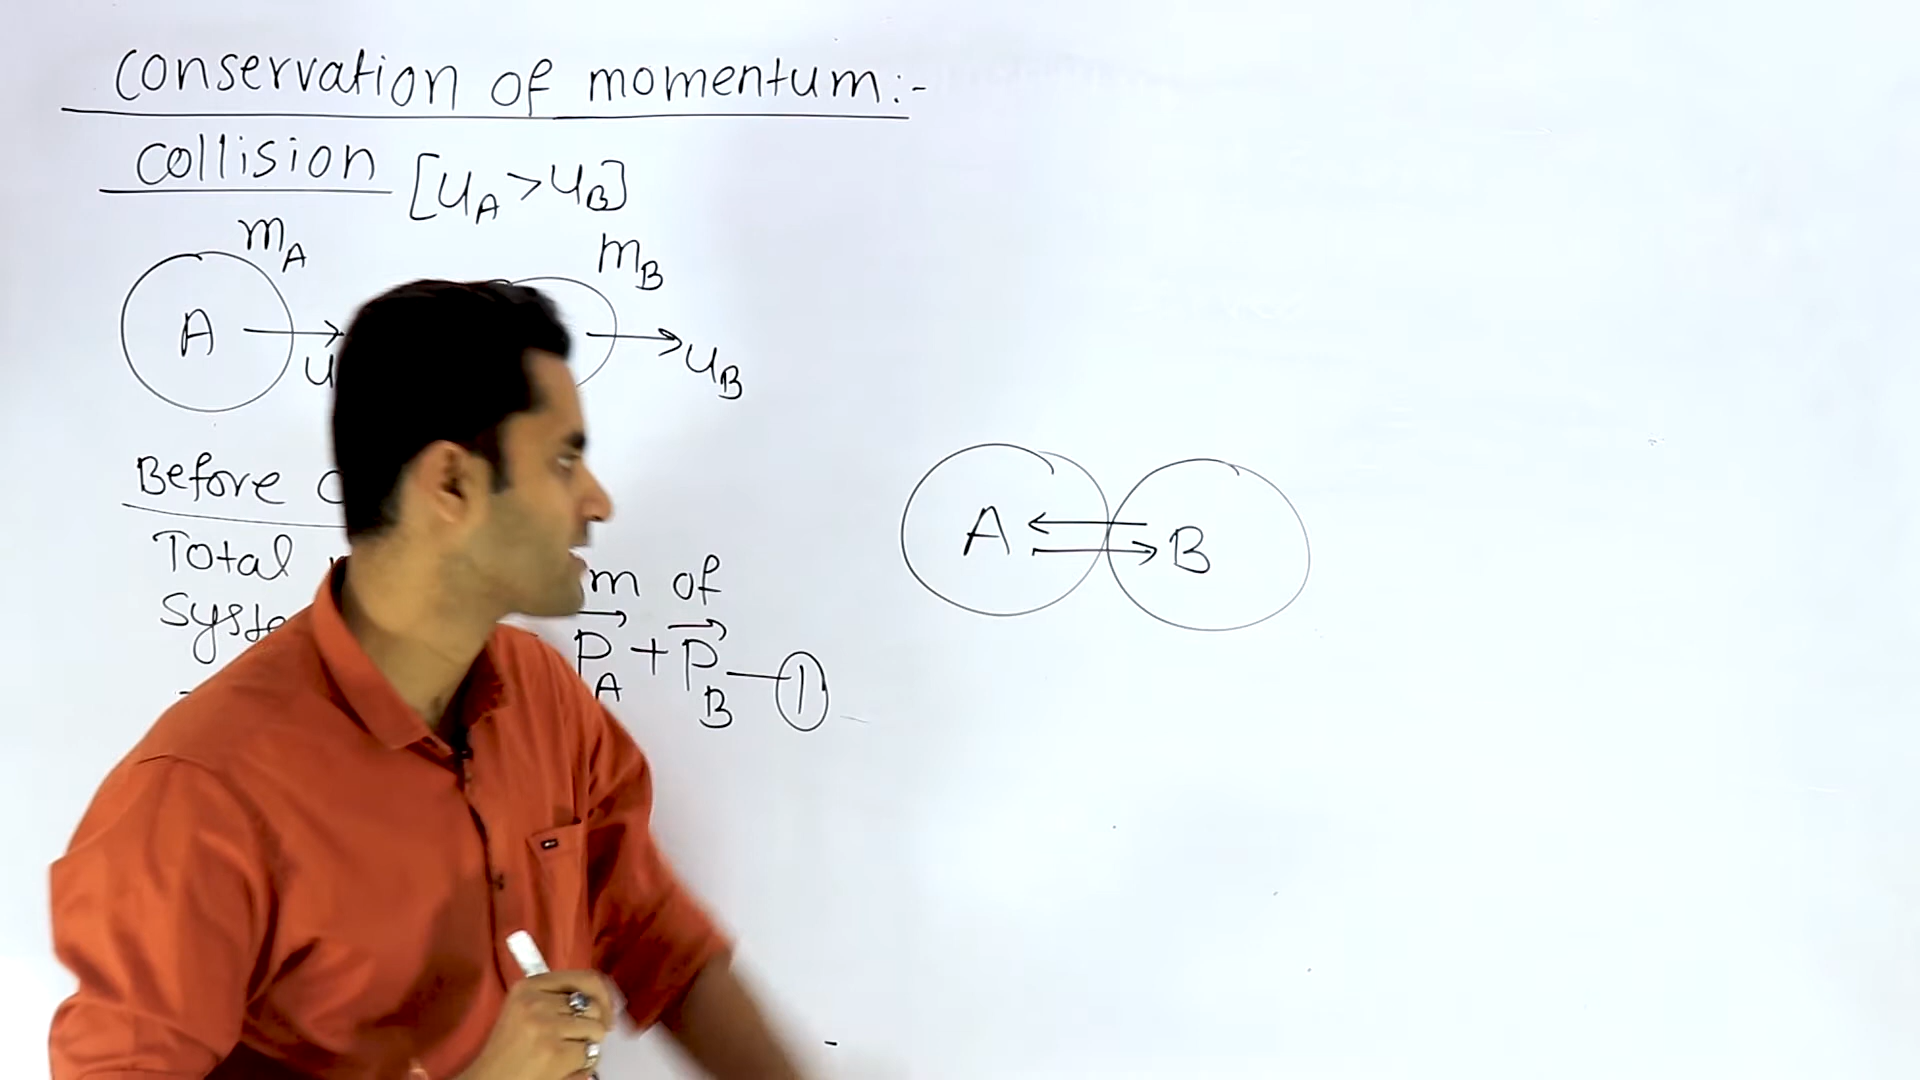 Conservation of momentum:-
Collision [uA > uB]
mA
mB
A
u
uB
Before
Total m of
Syste
PA + PB — 1
A B